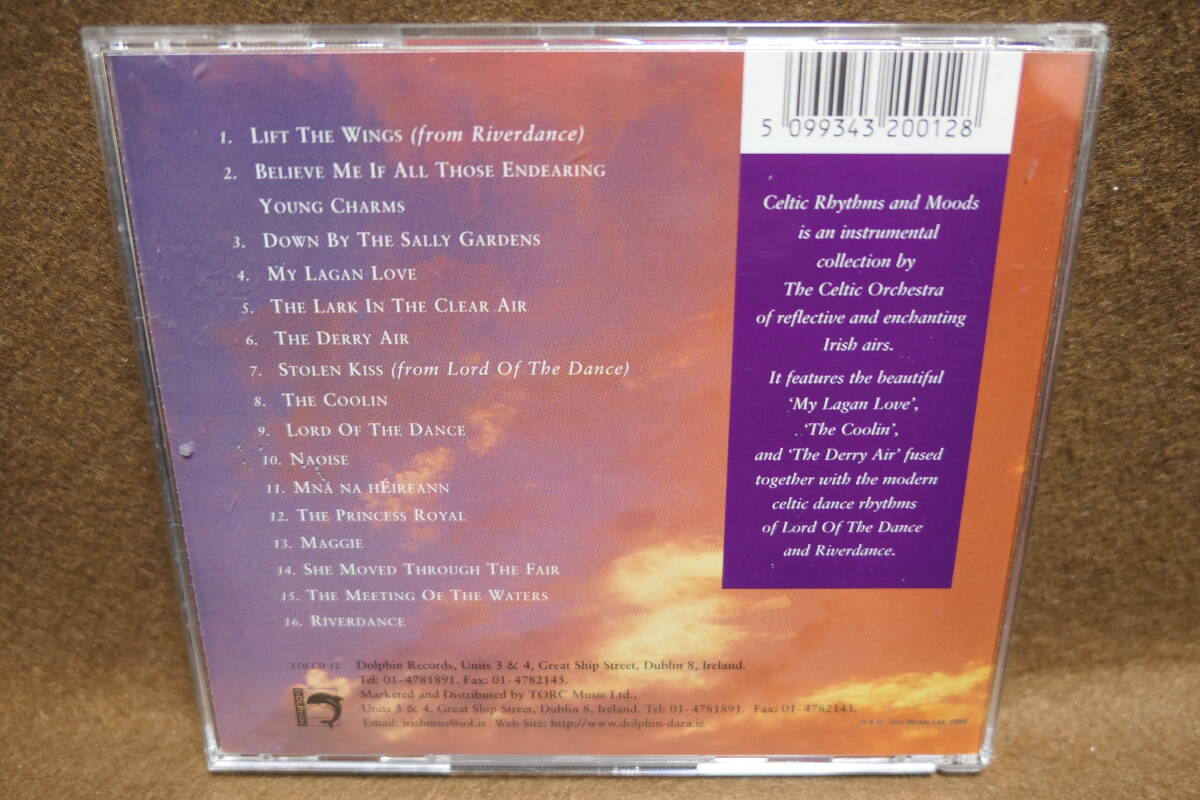 1. LIFT THE WINGS (from Riverdance)
2. BELIEVE ME IF ALL THOSE ENDEARING
YOUNG CHARMS
3. DOWN BY THE SALLY GARDENS
4. MY LAGAN LOVE
5. THE LARK IN THE CLEAR AIR
6. THE DERRY AIR
7. STOLEN KISS (from Lord Of The Dance)
8. THE COOLIN
9. LORD OF THE DANCE
10. NAOISE
11. MNÁ NA HÉIREANN
12. THE PRINCESS ROYAL
13. MAGGIE
14. SHE MOVED THROUGH THE FAIR
15. THE MEETING OF THE WATERS
16. RIVERDANCE
5 099343 200128
Celtic Rhythms and Moods
is an instrumental
collection by
The Celtic Orchestra
of reflective and enchanting
Irish airs.
It features the beautiful
‘My Lagan Love’,
‘The Coolin’,
and ‘The Derry Air’ fused
together with the modern
celtic dance rhythms
of Lord Of The Dance
and Riverdance.
TOLCD 12 Dolphin Records, Units 3 & 4, Great Ship Street, Dublin 8, Ireland.
Tel: 01- 4781891. Fax: 01- 4782143.
Marketed and Distributed by TORC Music Ltd.,
Units 3 & 4, Great Ship Street, Dublin 8, Ireland. Tel: 01- 4781891. Fax: 01- 4782143.
Email: irishmus@iol.ie Web-Site: http://www.dolphin-dara.ie
DOLPHIN
Torc Music Ltd.